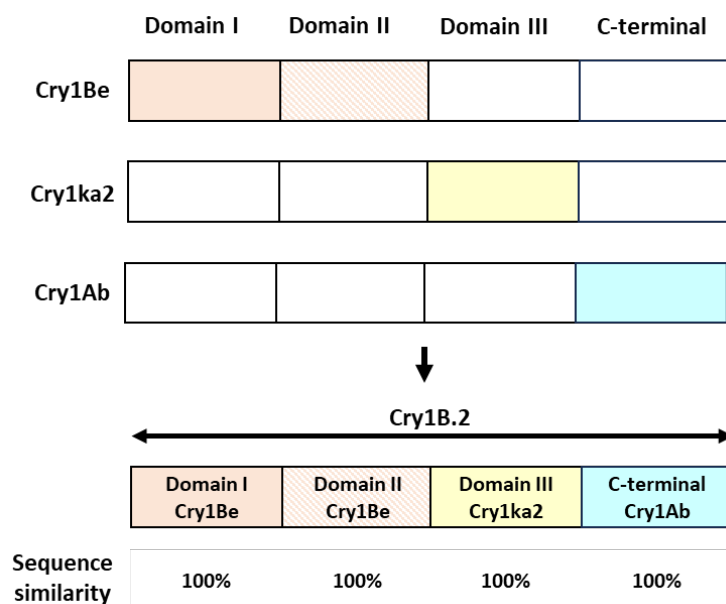 Domain I Domain II Domain III C-terminal
Cry1Be
Cry1ka2
Cry1Ab
Cry1B.2
Domain I Domain II Domain III C-terminal
Cry1Be Cry1Be Cry1ka2 Cry1Ab
Sequence
similarity 100% 100% 100% 100%